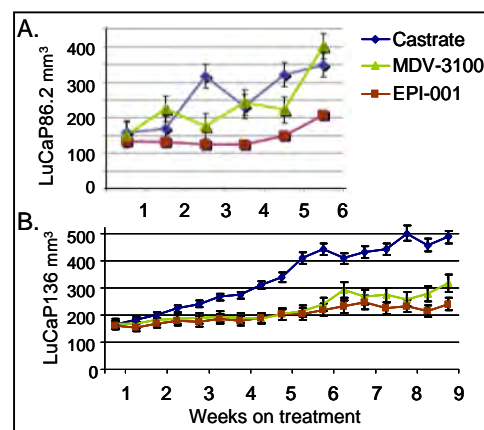 A.
LuCaP86.2 mm³
400
300
200
100
0
1 2 3 4 5 6
Castrate
MDV-3100
EPI-001
B.
LuCaP136 mm³
500
400
300
200
100
0
1 2 3 4 5 6 7 8 9
Weeks on treatment